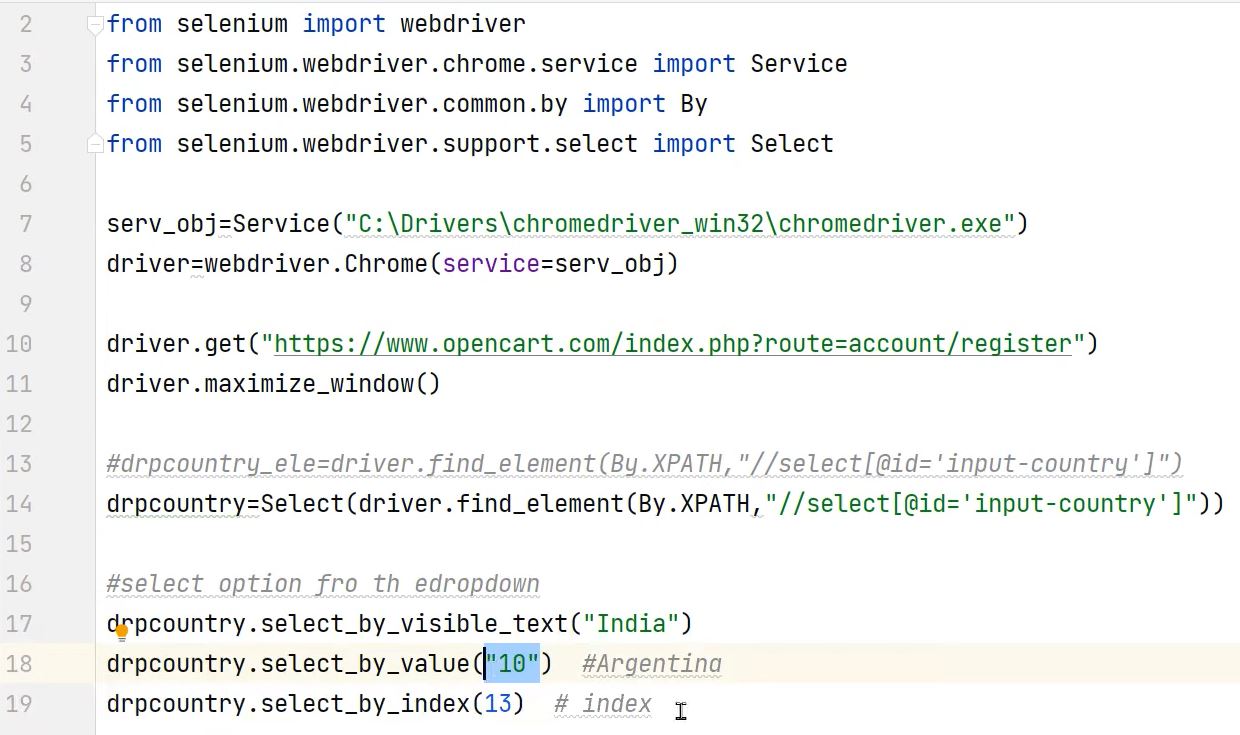 2 from selenium import webdriver
3 from selenium.webdriver.chrome.service import Service
4 from selenium.webdriver.common.by import By
5 from selenium.webdriver.support.select import Select
6
7 serv_obj=Service("C:\Drivers\chromedriver_win32\chromedriver.exe")
8 driver=webdriver.Chrome(service=serv_obj)
9
10 driver.get("https://www.opencart.com/index.php?route=account/register")
11 driver.maximize_window()
12
13 #drpcountry_ele=driver.find_element(By.XPATH,"//select[@id='input-country']")
14 drpcountry=Select(driver.find_element(By.XPATH,"//select[@id='input-country']"))
15
16 #select option fro th edropdown
17 drpcountry.select_by_visible_text("India")
18 drpcountry.select_by_value("10")  #Argentina
19 drpcountry.select_by_index(13)  # index